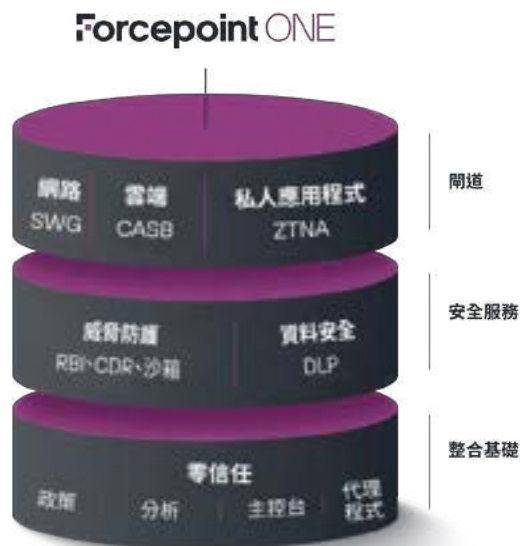 Forcepoint ONE
網路
SWG
雲端
CASB
私人應用程式
ZTNA
閘道
威脅防護
RBI、CDR、沙箱
資料安全
DLP
安全服務
零信任
政策
分析
主控台
代理
程式
整合基礎